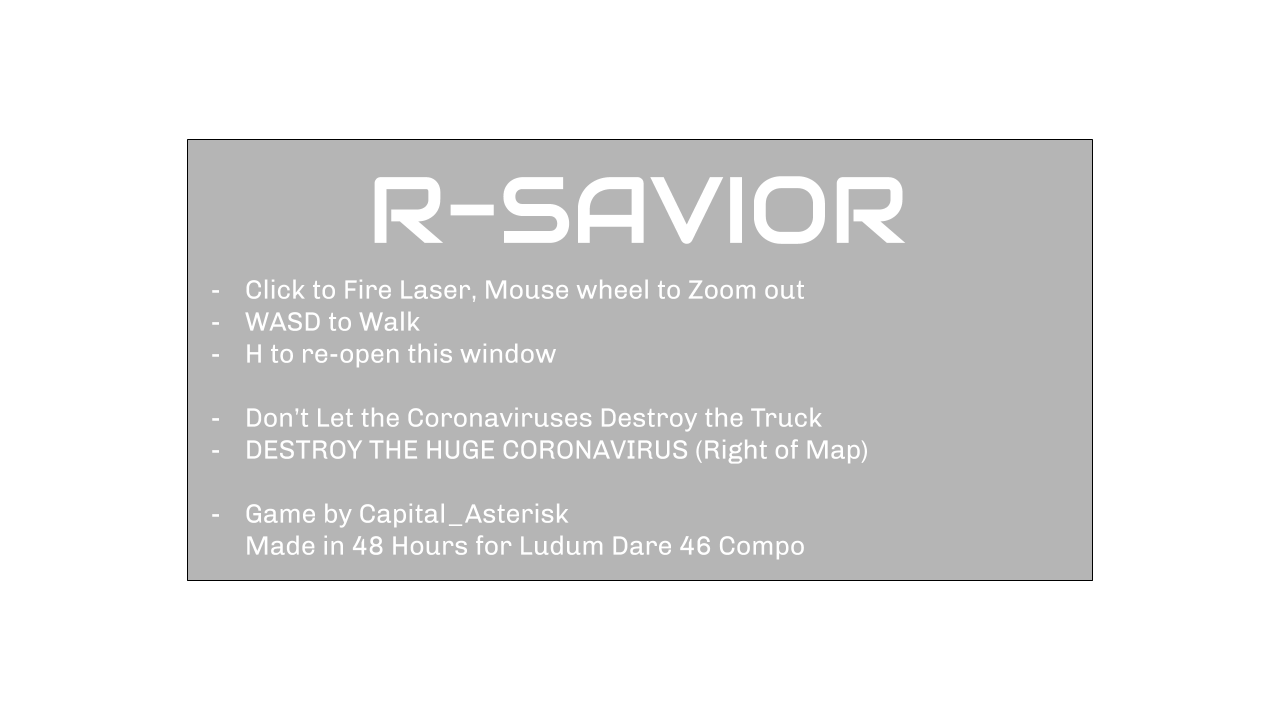 R-SAVIOR
- Click to Fire Laser, Mouse wheel to Zoom out
- WASD to Walk
- H to re-open this window
- Don't Let the Coronaviruses Destroy the Truck
- DESTROY THE HUGE CORONAVIRUS (Right of Map)
- Game by Capital_Asterisk
Made in 48 Hours for Ludum Dare 46 Compo